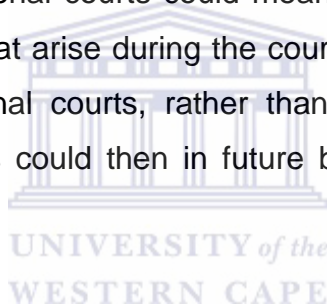 onal courts could mean
at arise during the cour
nal courts, rather than
could then in future b
UNIVERSITY of the
WESTERN CAPE